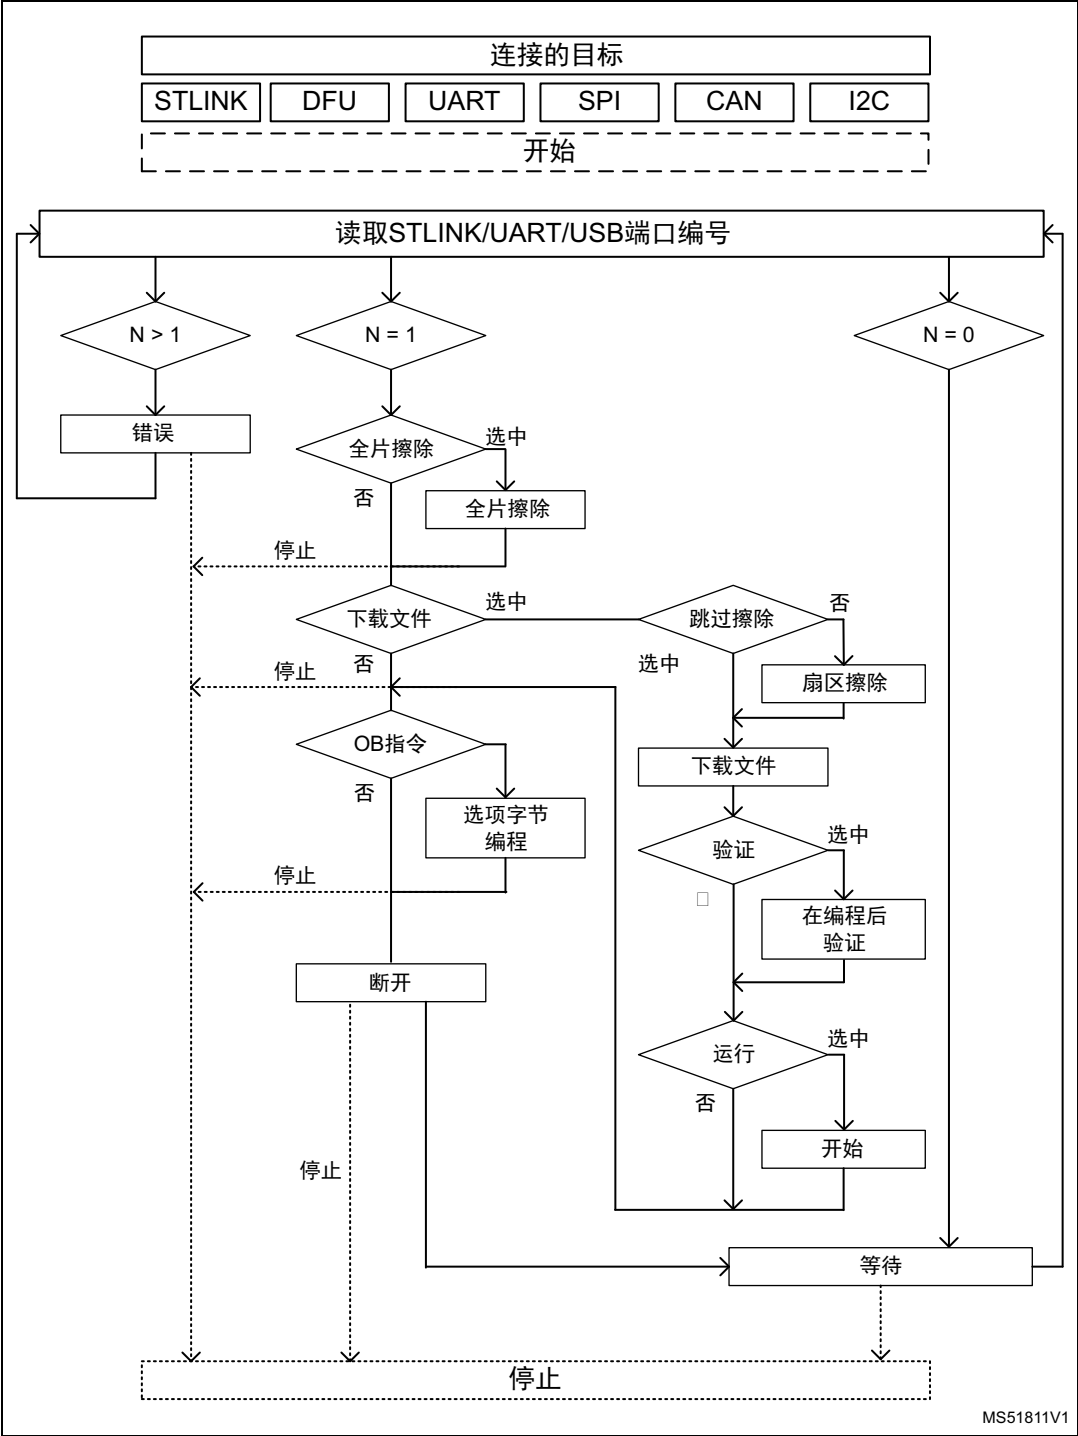 连接的目标
STLINK DFU UART SPI CAN I2C
开始
读取STLINK/UART/USB端口编号
N > 1 N = 1 N = 0
错误
全片擦除 选中
否
全片擦除
停止
下载文件 选中 跳过擦除 否
否 选中
停止
扇区擦除
OB指令
下载文件
否
选项字节
编程
验证 选中
停止
在编程后
验证
断开
运行 选中
否
开始
停止
等待
停止
MS51811V1